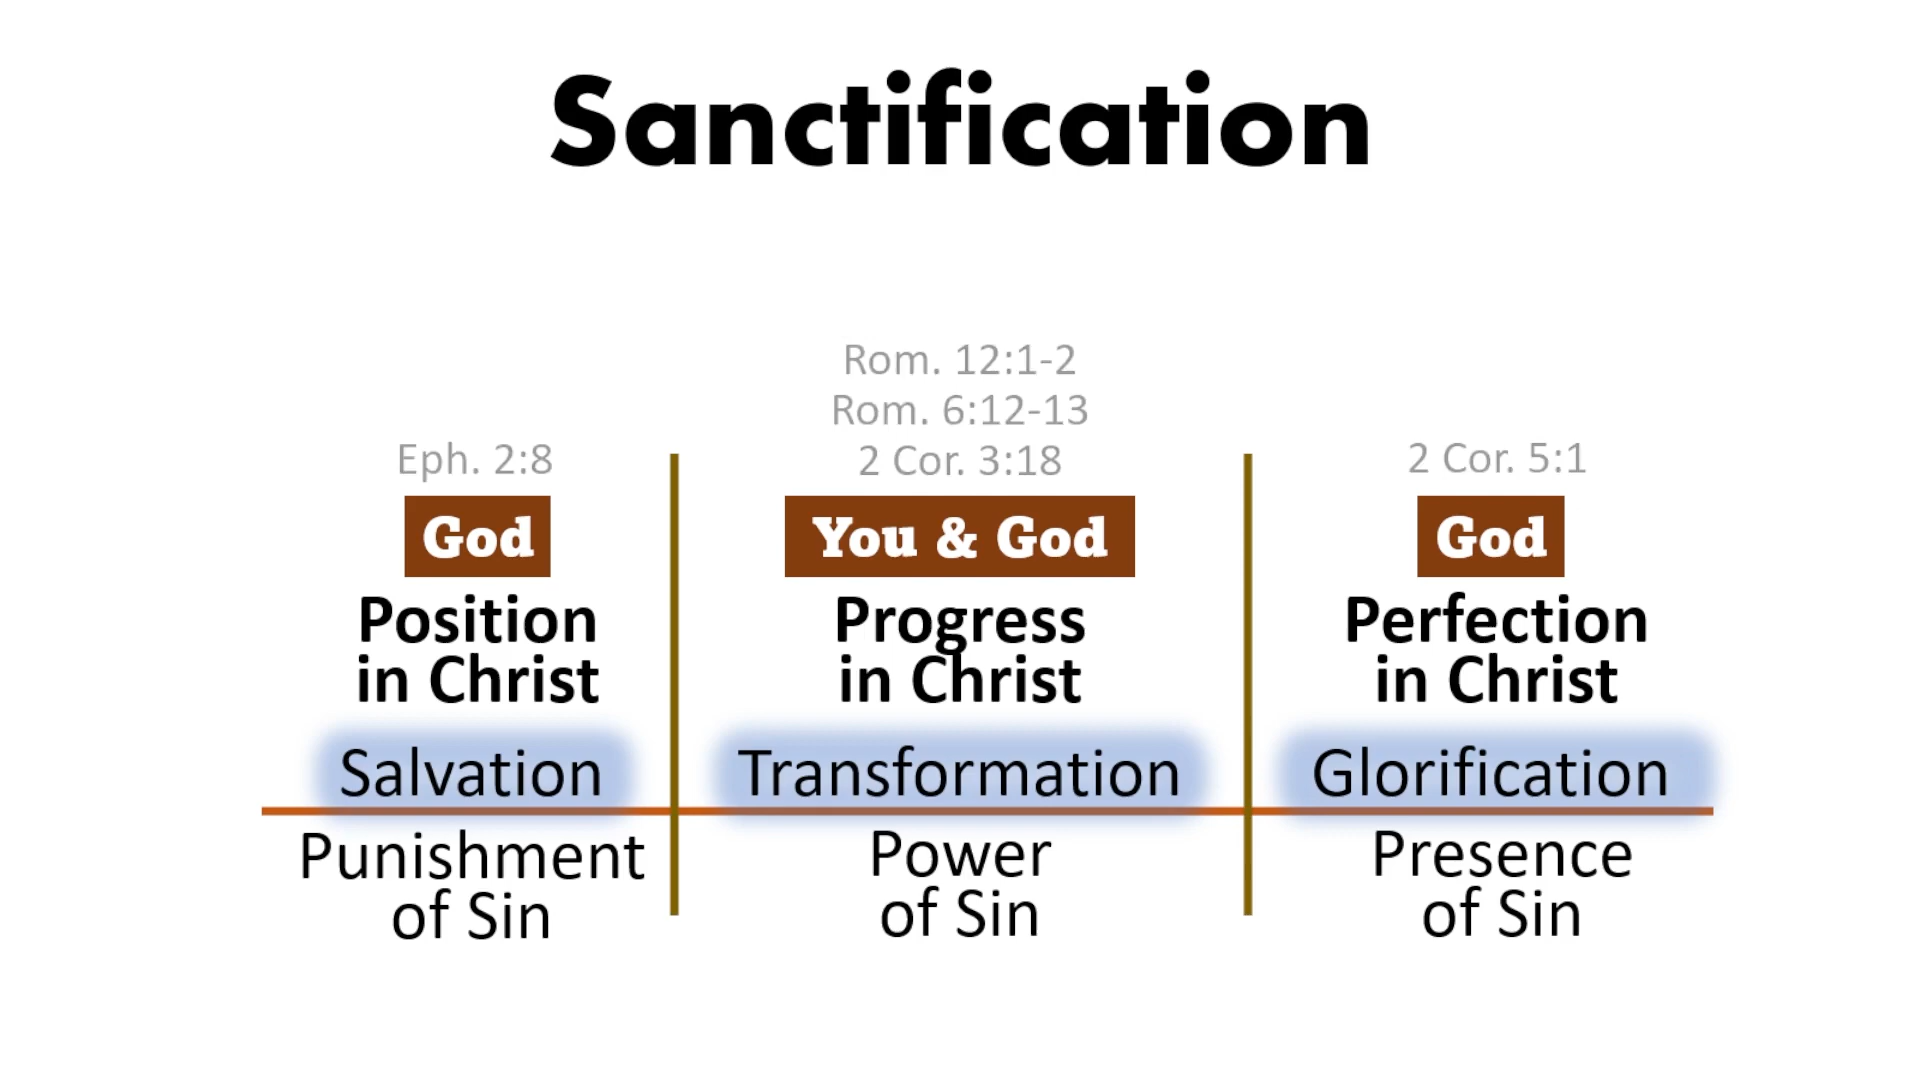 Sanctification
Eph. 2:8
God
Position
in Christ
Salvation
Punishment
of Sin
Rom. 12:1-2
Rom. 6:12-13
2 Cor. 3:18
You & God
Progress
in Christ
Transformation
Power
of Sin
2 Cor. 5:1
God
Perfection
in Christ
Glorification
Presence
of Sin